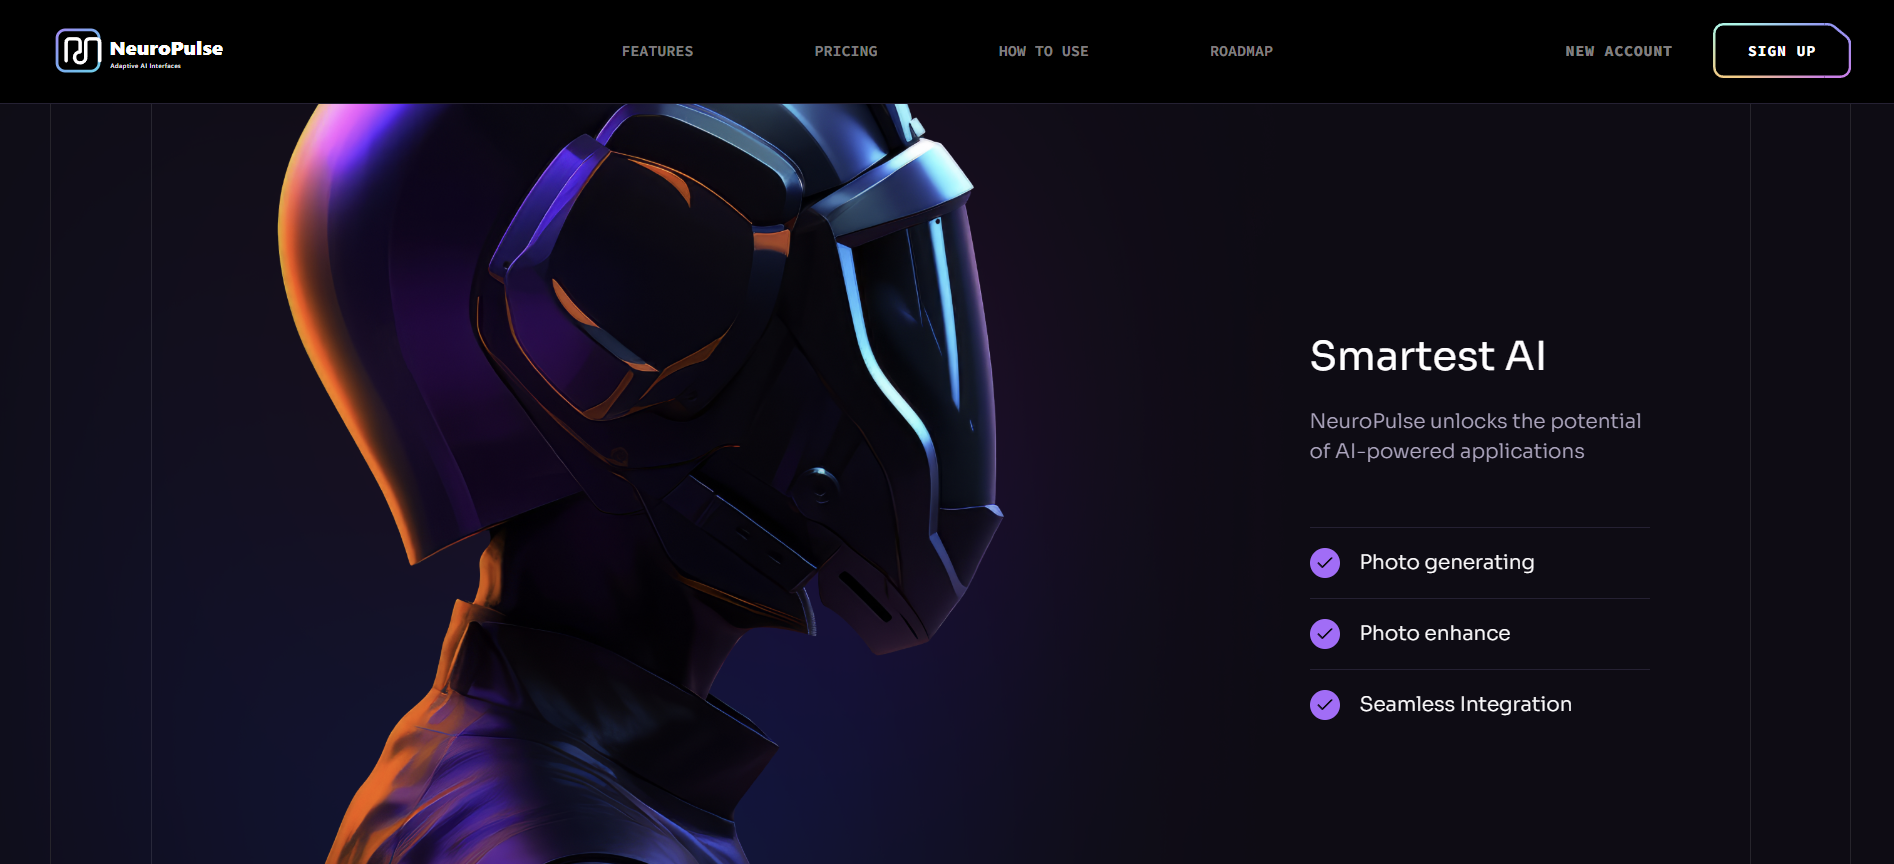 NeuroPulse
Adaptive AI Interfaces
FEATURES
PRICING
HOW TO USE
ROADMAP
NEW ACCOUNT
SIGN UP
Smartest AI
NeuroPulse unlocks the potential
of AI-powered applications
Photo generating
Photo enhance
Seamless Integration